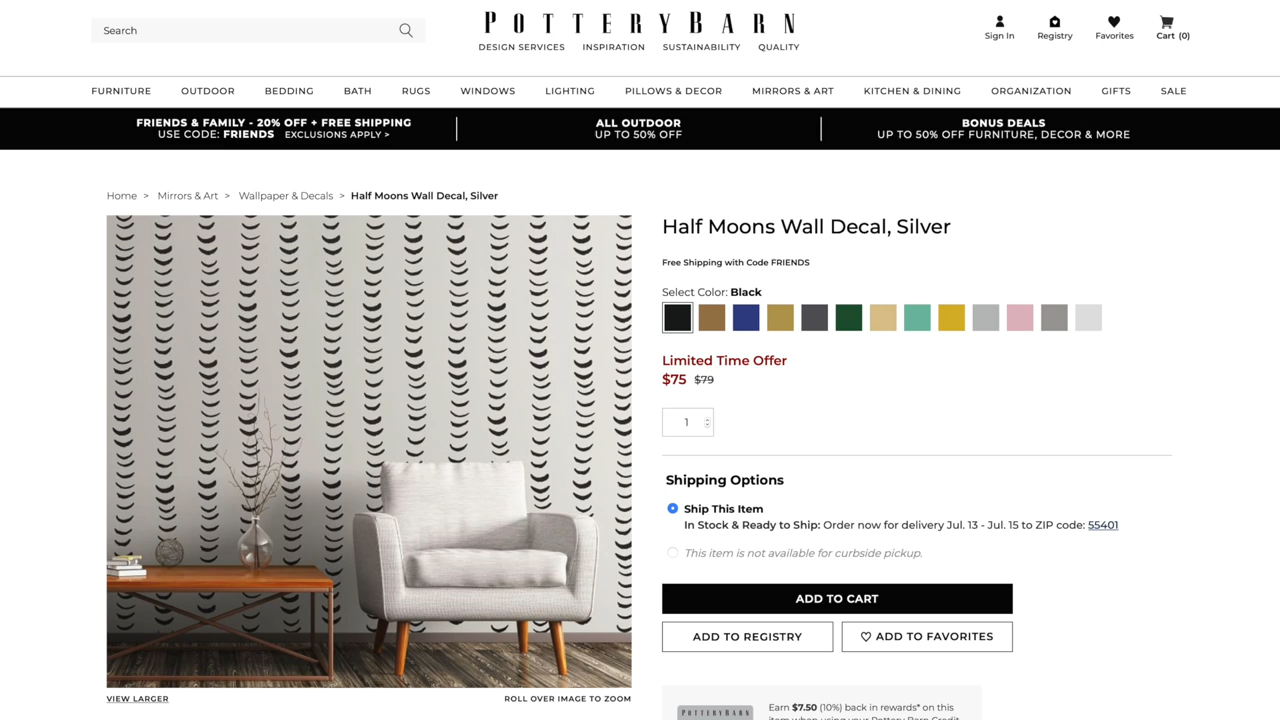 Search
POTTERYBARN
DESIGN SERVICES INSPIRATION SUSTAINABILITY QUALITY
Sign In Registry Favorites Cart (0)
FURNITURE OUTDOOR BEDDING BATH RUGS WINDOWS LIGHTING PILLOWS & DECOR MIRRORS & ART KITCHEN & DINING ORGANIZATION GIFTS SALE
FRIENDS & FAMILY - 20% OFF + FREE SHIPPING
USE CODE: FRIENDS EXCLUSIONS APPLY >
ALL OUTDOOR
UP TO 50% OFF
BONUS DEALS
UP TO 50% OFF FURNITURE, DECOR & MORE
Home > Mirrors & Art > Wallpaper & Decals > Half Moons Wall Decal, Silver
VIEW LARGER
ROLL OVER IMAGE TO ZOOM
Half Moons Wall Decal, Silver
Free Shipping with Code FRIENDS
Select Color: Black
Limited Time Offer
$75 $79
1
Shipping Options
Ship This Item
In Stock & Ready to Ship: Order now for delivery Jul. 13 - Jul. 15 to ZIP code: 55401
This item is not available for curbside pickup.
ADD TO CART
ADD TO REGISTRY
ADD TO FAVORITES
POTTERYBARN
Earn $7.50 (10%) back in rewards* on this
item when using your Pottery Barn Credit